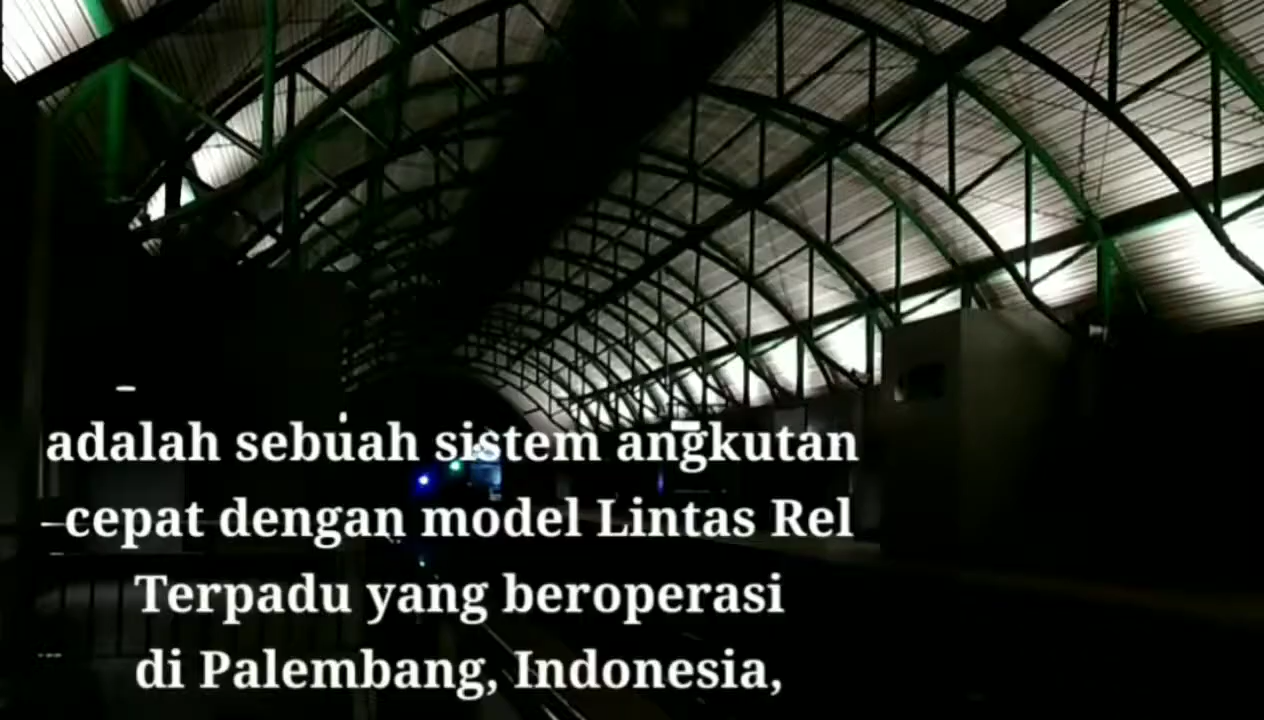 adalah sebuah sistem angkutan
cepat dengan model Lintas Rel
Terpadu yang beroperasi
di Palembang, Indonesia,